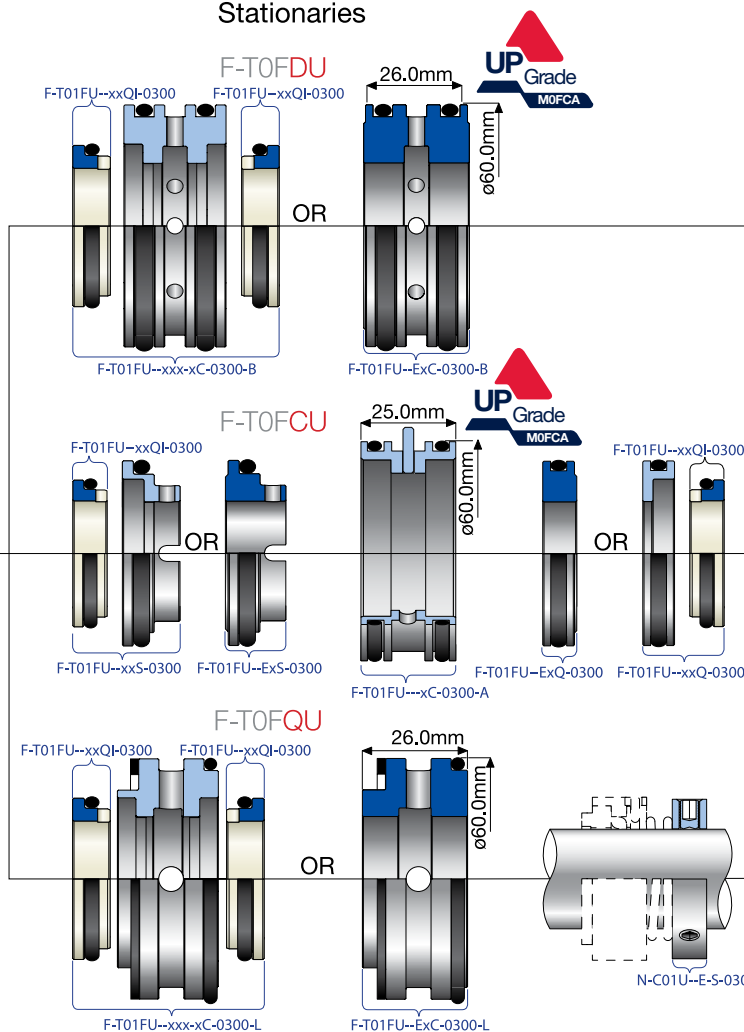 Stationaries
F-T0FDU
UP Grade
M0FCA
F-T01FU--xxQI-0300
F-T01FU--xxQI-0300
26.0mm
ø60.0mm
OR
F-T01FU--xxx-xC-0300-B
F-T01FU--ExC-0300-B
F-T0FCU
25.0mm
UP Grade
M0FCA
F-T01FU--xxQI-0300
F-T01FU--xxQI-0300
ø60.0mm
OR
OR
F-T01FU--xxS-0300
F-T01FU--ExS-0300
F-T01FU---xC-0300-A
F-T01FU--ExQ-0300
F-T01FU--xxQ-0300
F-T0FQU
F-T01FU--xxQI-0300
F-T01FU--xxQI-0300
26.0mm
ø60.0mm
OR
N-C01U--E-S-030
F-T01FU--xxx-xC-0300-L
F-T01FU--ExC-0300-L